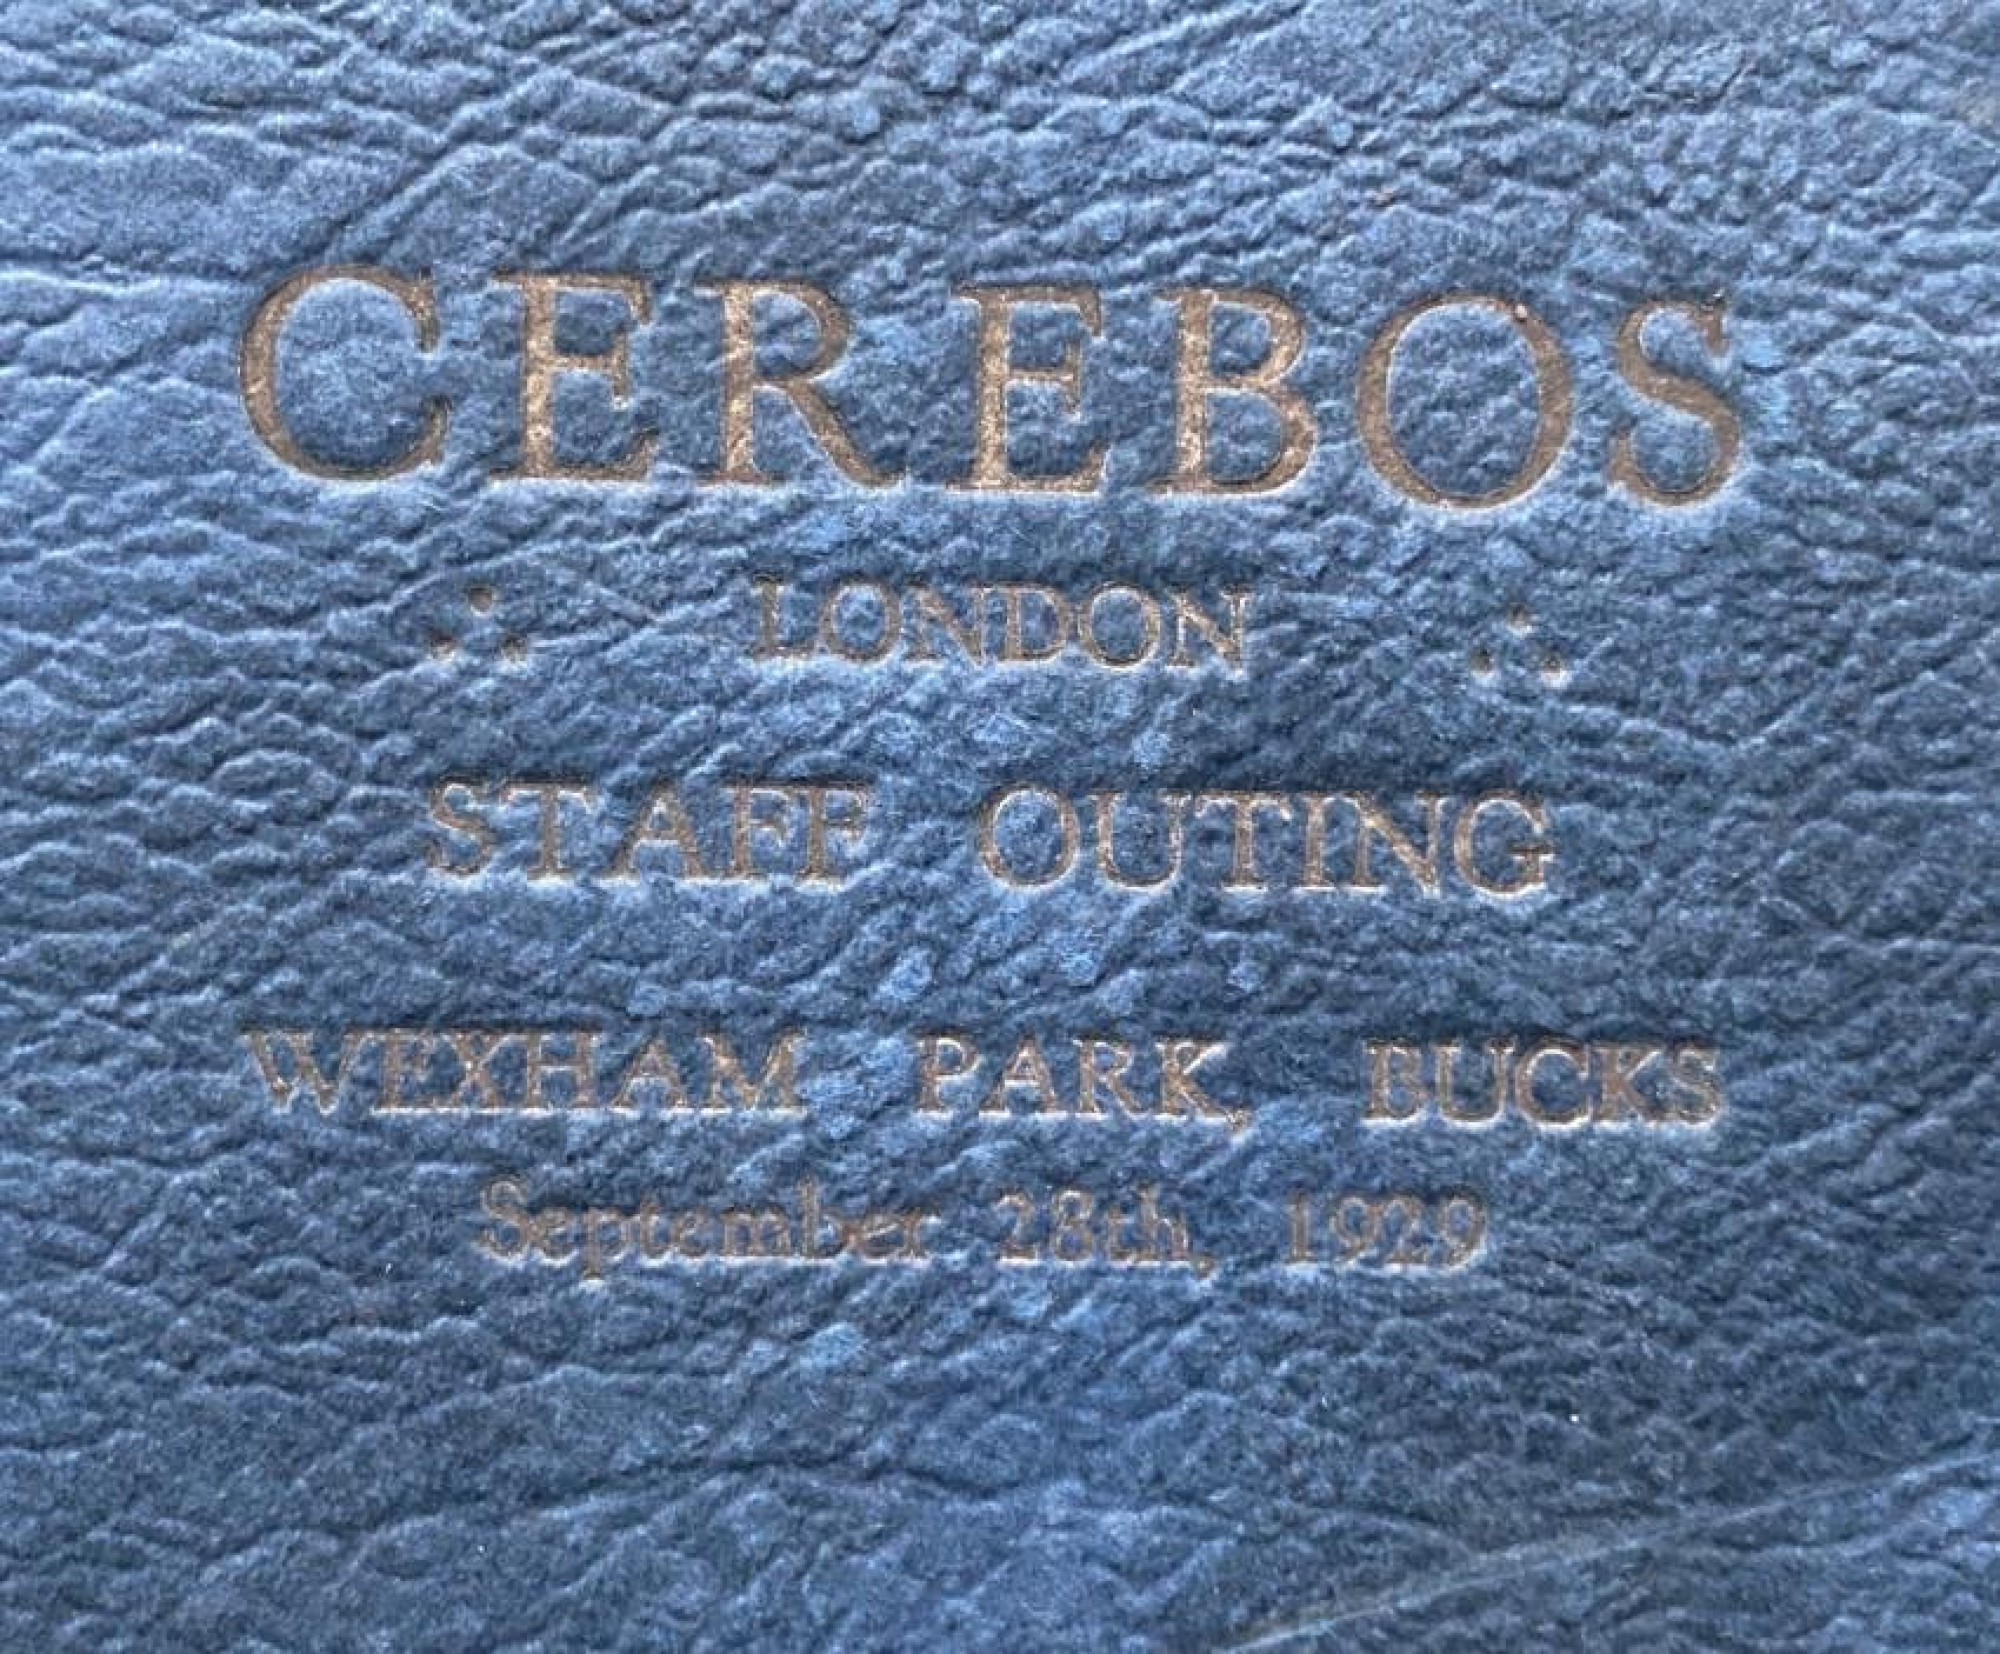 CEREBOS
∴ LONDON ∴
STAFF OUTING
WEXHAM PARK, BUCKS
September 28th, 1929